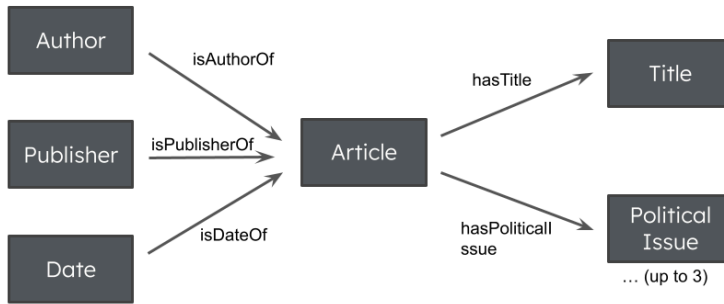 Author
isAuthorOf
hasTitle
Title
Publisher
isPublisherOf
Article
isDateOf
Date
hasPoliticalI
ssue
Political
Issue
... (up to 3)